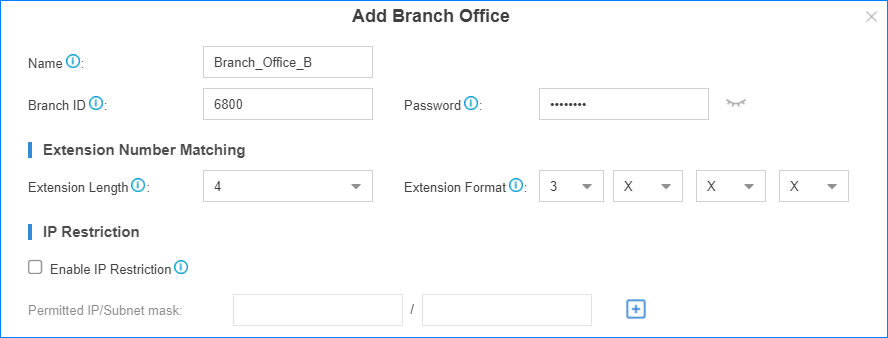 Add Branch Office
Name : Branch_Office_B
Branch ID : 6800 Password : ••••••••
Extension Number Matching
Extension Length : 4 Extension Format : 3 X X X
IP Restriction
Enable IP Restriction
Permitted IP/Subnet mask: /